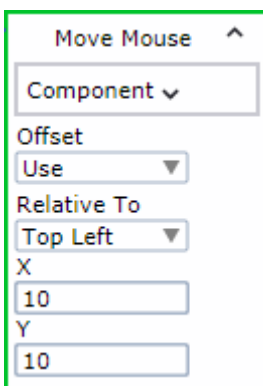 Move Mouse
Component
Offset
Use
Relative To
Top Left
X
10
Y
10